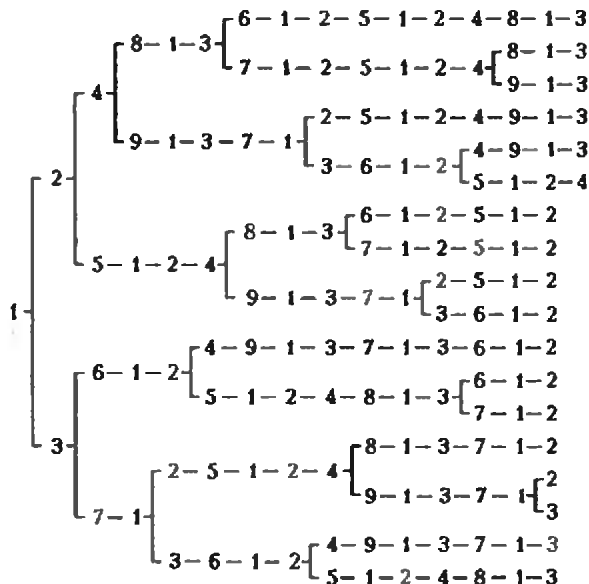 6 – 1 – 2 – 5 – 1 – 2 – 4 – 8 – 1 – 3
8 – 1 – 3
8 – 1 – 3
7 – 1 – 2 – 5 – 1 – 2 – 4
9 – 1 – 3
4
2 – 5 – 1 – 2 – 4 – 9 – 1 – 3
9 – 1 – 3 – 7 – 1
4 – 9 – 1 – 3
3 – 6 – 1 – 2
2
5 – 1 – 2 – 4
6 – 1 – 2 – 5 – 1 – 2
8 – 1 – 3
7 – 1 – 2 – 5 – 1 – 2
5 – 1 – 2 – 4
2 – 5 – 1 – 2
9 – 1 – 3 – 7 – 1
3 – 6 – 1 – 2
1
4 – 9 – 1 – 3 – 7 – 1 – 3 – 6 – 1 – 2
6 – 1 – 2
6 – 1 – 2
5 – 1 – 2 – 4 – 8 – 1 – 3
7 – 1 – 2
3
8 – 1 – 3 – 7 – 1 – 2
2 – 5 – 1 – 2 – 4
2
9 – 1 – 3 – 7 – 1
3
7 – 1
4 – 9 – 1 – 3 – 7 – 1 – 3
3 – 6 – 1 – 2
5 – 1 – 2 – 4 – 8 – 1 – 3